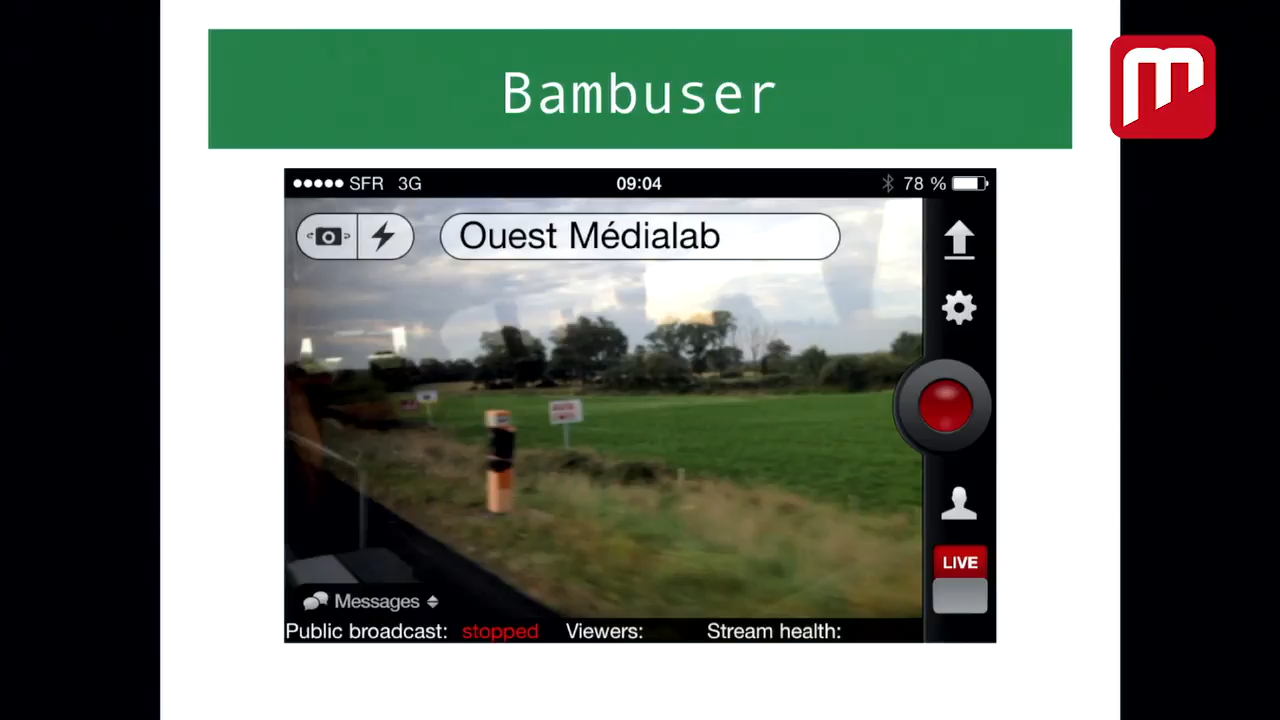 Bambuser
SFR 3G 09:04 78 %
Ouest Médialab
LIVE
Messages
Public broadcast: stopped Viewers: Stream health: